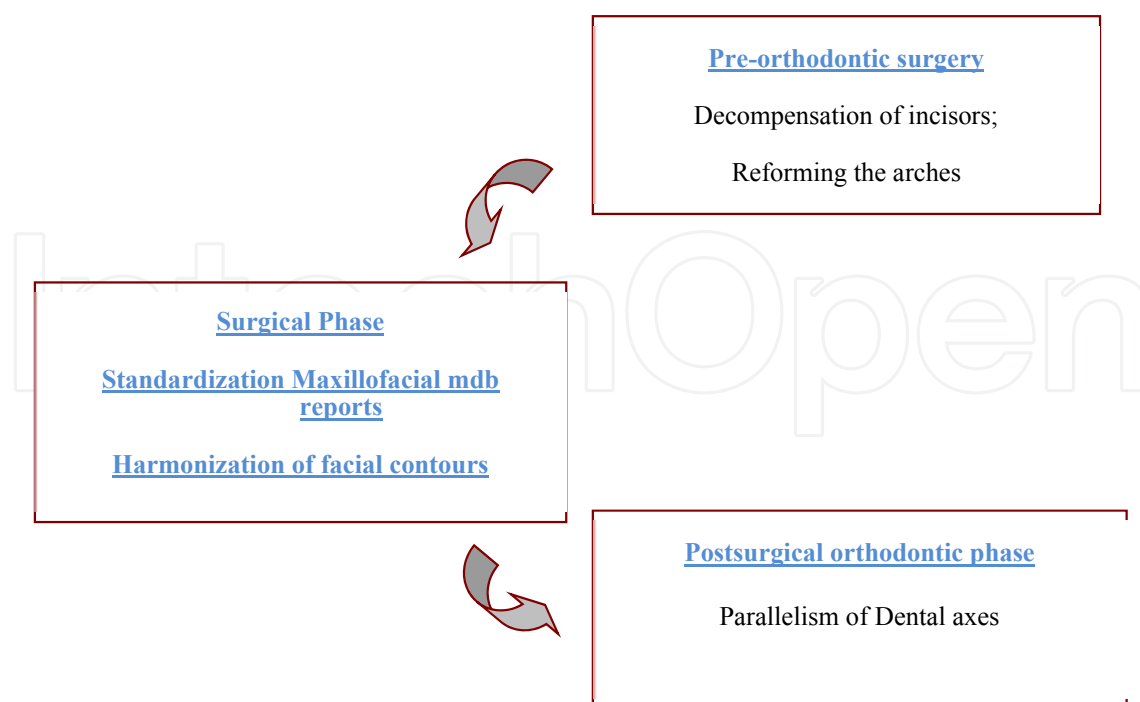 Pre-orthodontic surgery
Decompensation of incisors;
Reforming the arches
IntechOpen
Surgical Phase
Standardization Maxillofacial mdb
reports
Harmonization of facial contours
Postsurgical orthodontic phase
Parallelism of Dental axes